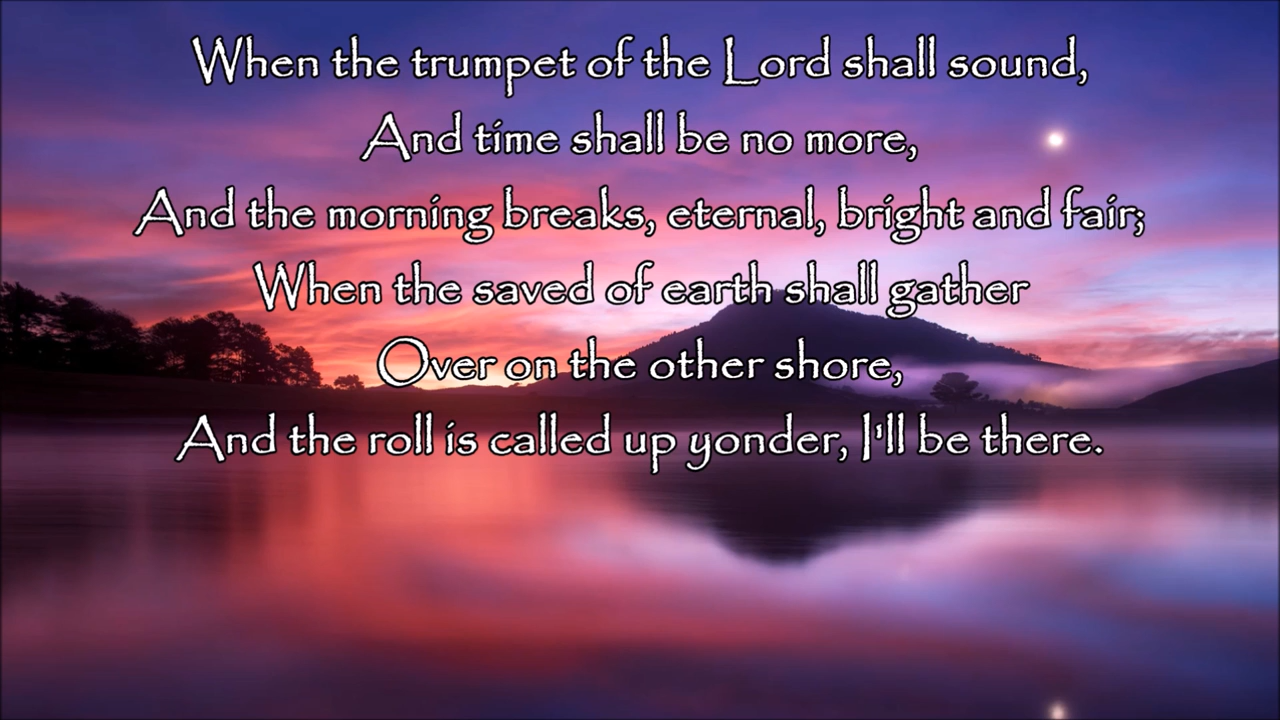 When the trumpet of the Lord shall sound,
And time shall be no more,
And the morning breaks, eternal, bright and fair;
When the saved of earth shall gather
Over on the other shore,
And the roll is called up yonder, I'll be there.